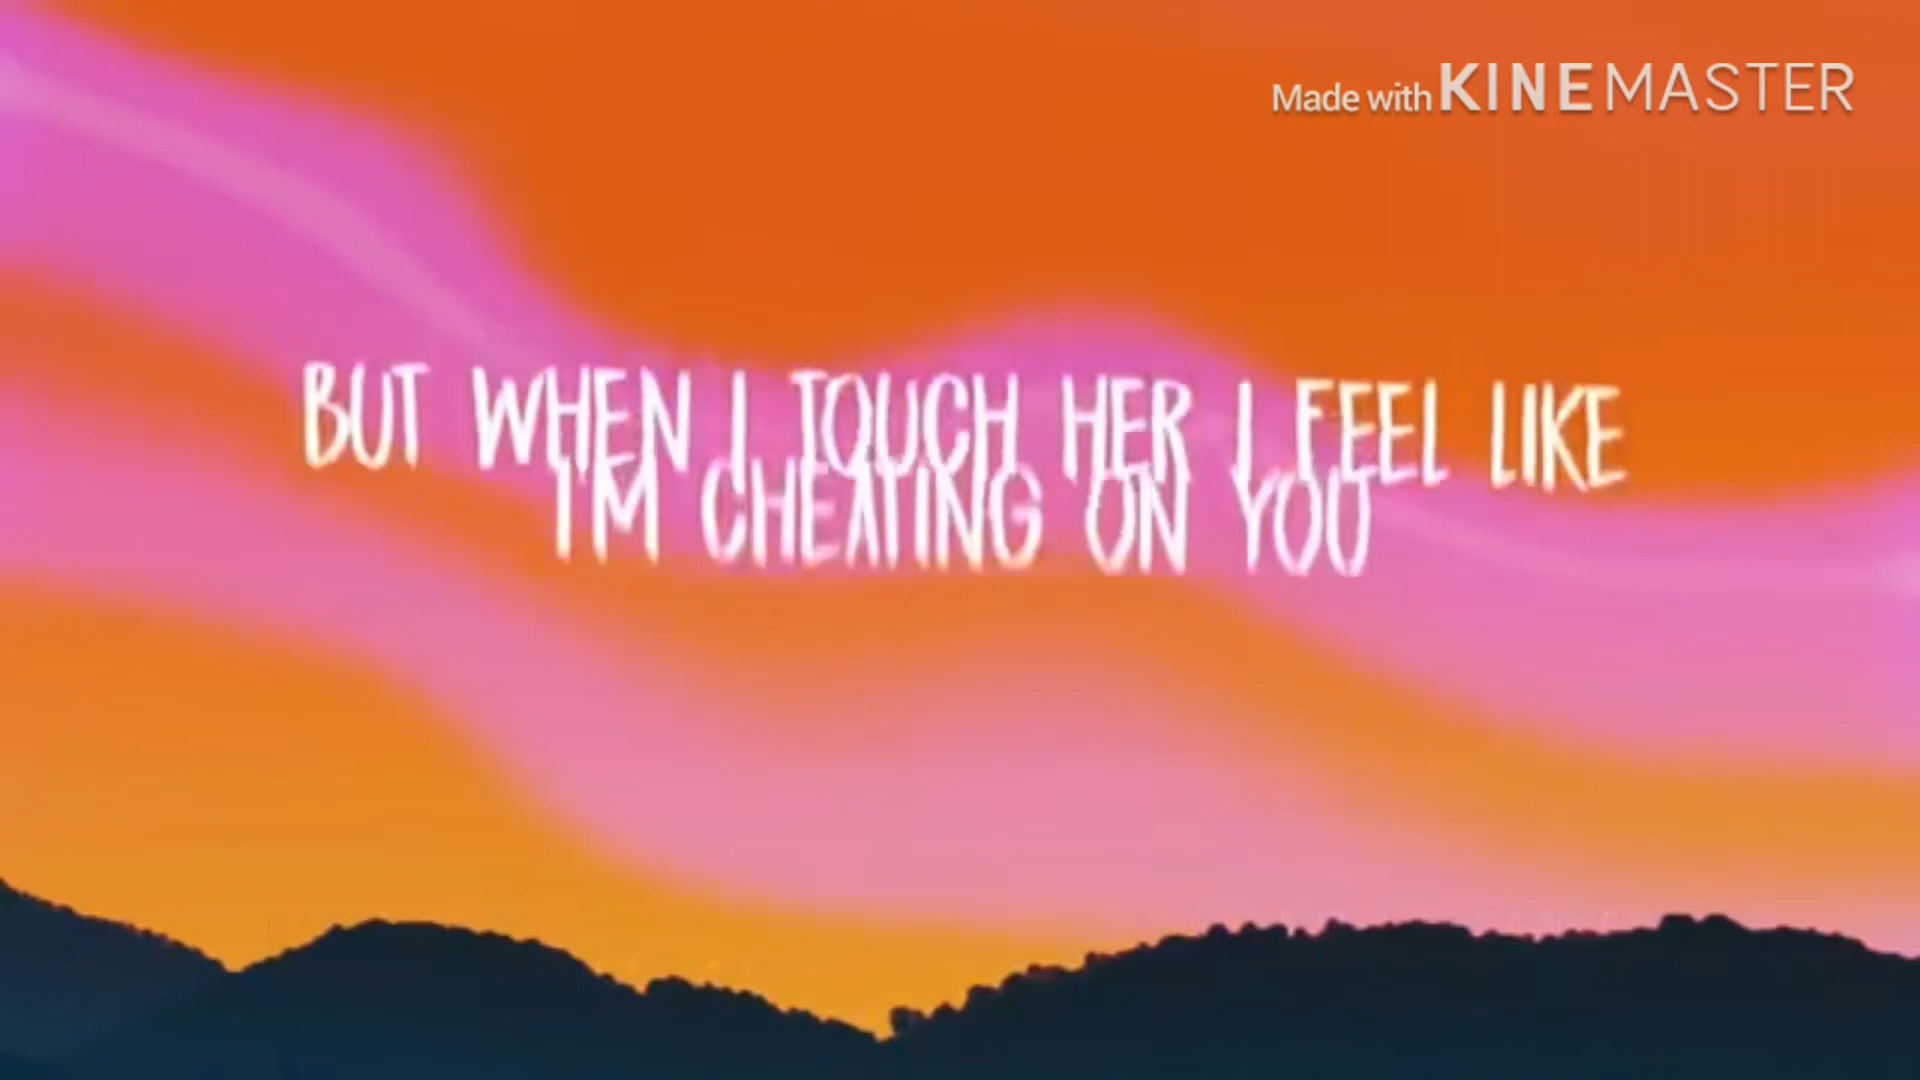 Made with KINEMASTER
BUT WHEN I TOUCH HER I FEEL LIKE
I'M CHEATING ON YOU